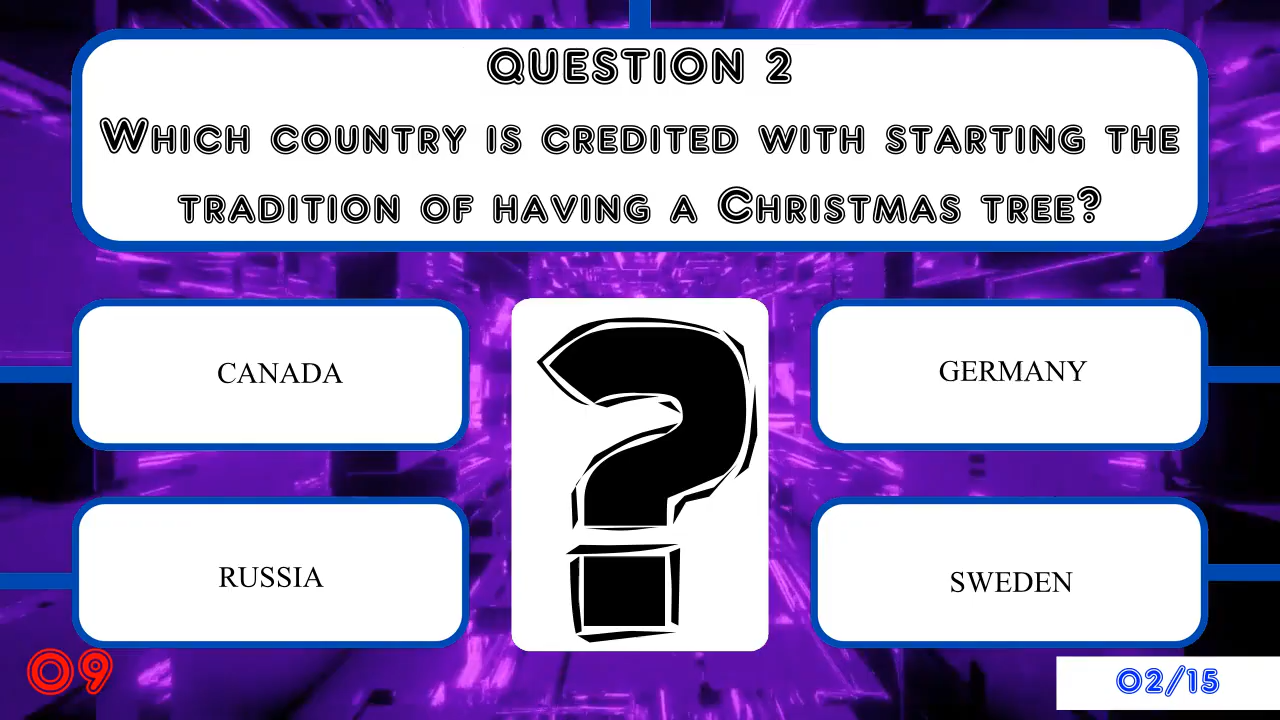 QUESTION 2
Which country is credited with starting the
tradition of having a Christmas tree?
CANADA
GERMANY
RUSSIA
SWEDEN
09
02/15